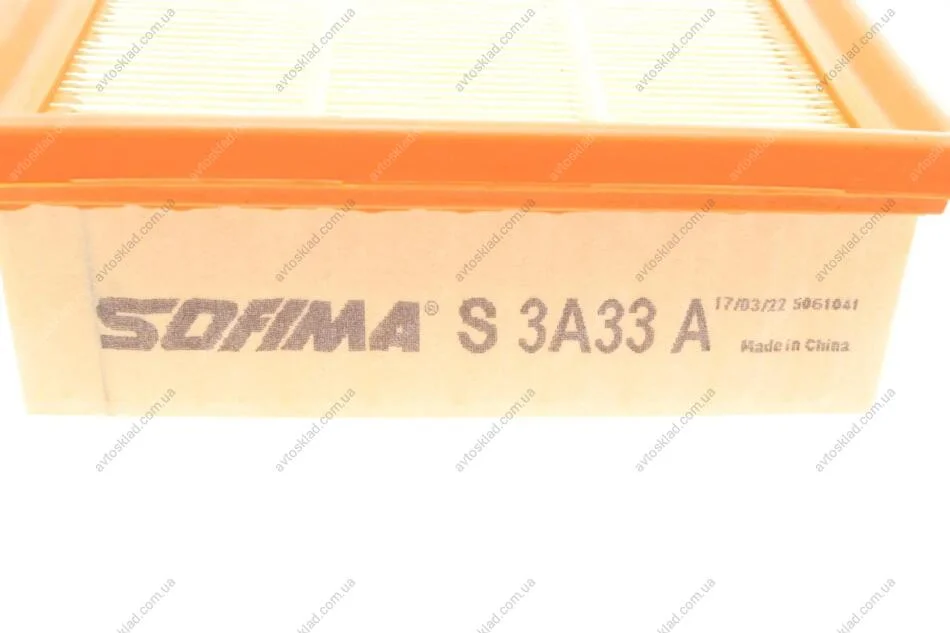 SOFIMA® S 3A33 A 17/03/22 5061041
Made in China
avtosklad.com.ua